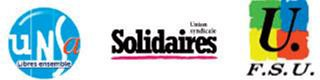 UNSa
Libres ensemble
Union
syndicale
Solidaires
U.
F.S.U.